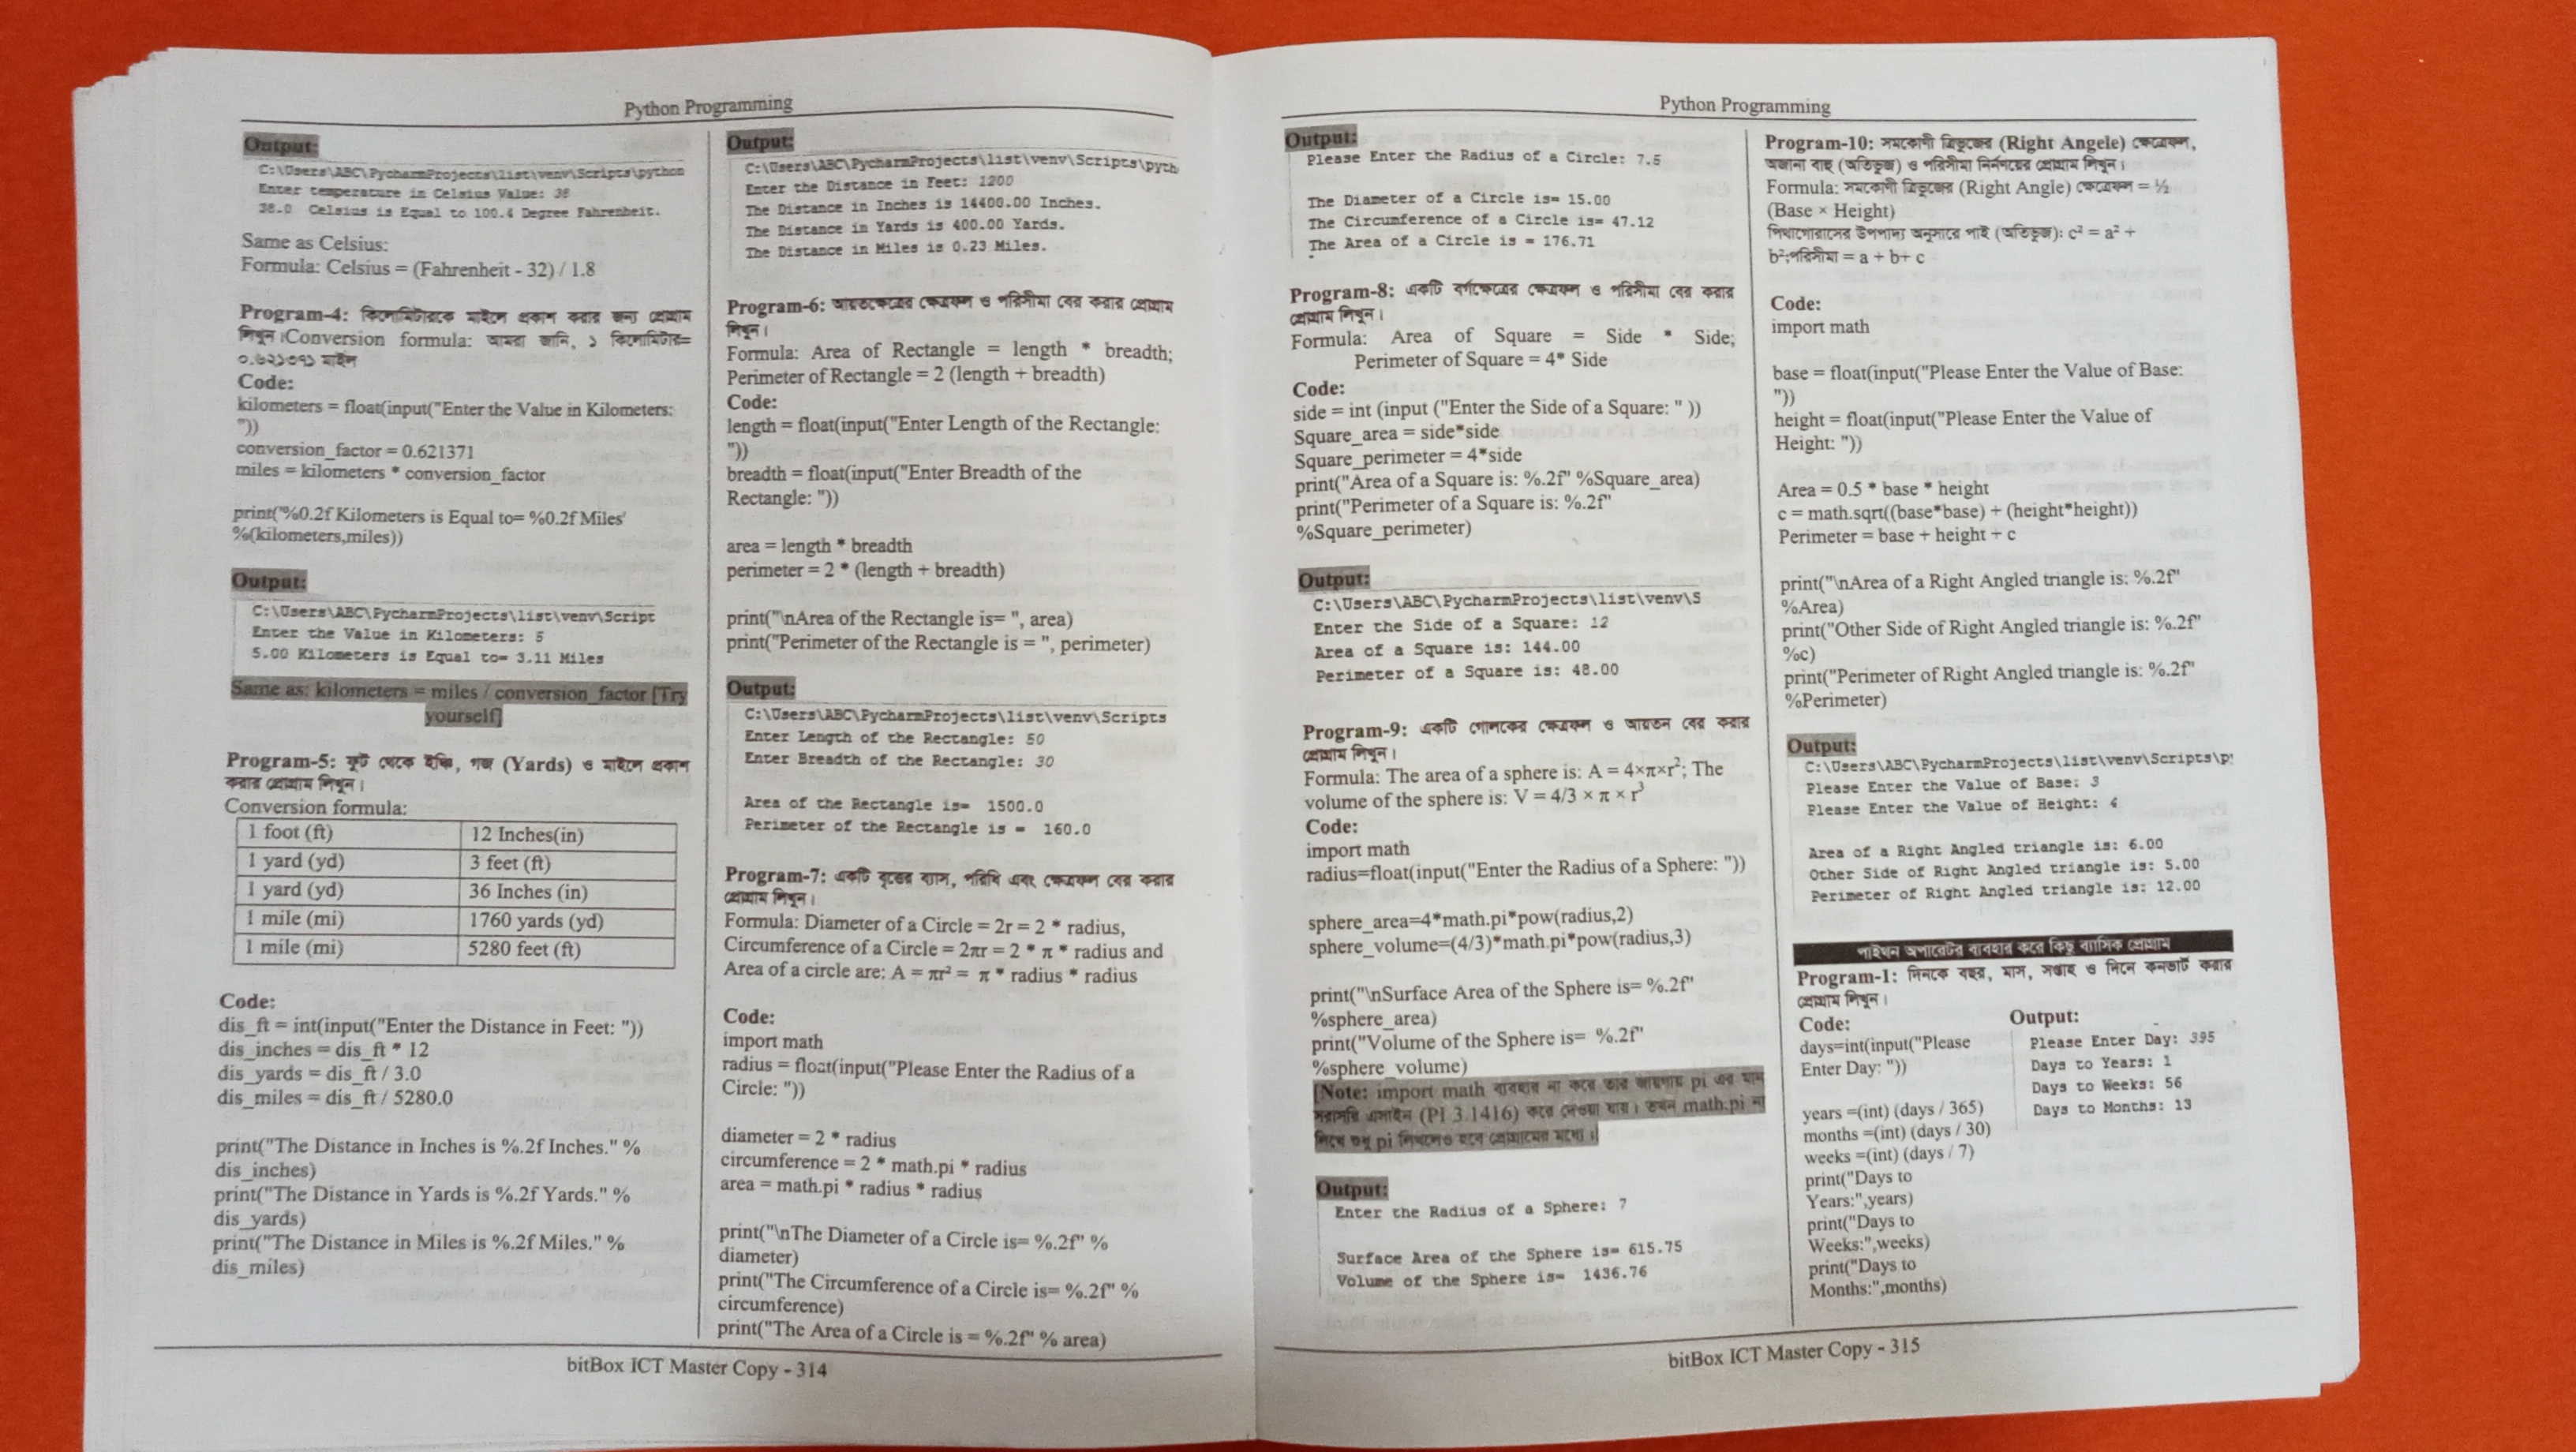 Python Programming
Output:
C:\Users\ABC\PycharmProjects\list\venv\Scripts\python
Enter temperature in Celsius Value: 38
38.0 Celsius is Equal to 100.4 Degree Fahrenheit.
Same as Celsius:
Formula: Celsius = (Fahrenheit - 32) / 1.8
Program-4: কিলোমিটারকে মাইলে প্রকাশ করার জন্য প্রোগ্রাম
লিখুন।Conversion formula: আমরা জানি, ১ কিলোমিটার=
০.৬২১৩৭১ মাইল
Code:
kilometers = float(input("Enter the Value in Kilometers:
"))
conversion_factor = 0.621371
miles = kilometers * conversion_factor
print('%0.2f Kilometers is Equal to= %0.2f Miles'
%(kilometers,miles))
Output:
C:\Users\ABC\PycharmProjects\list\venv\Script
Enter the Value in Kilometers: 5
5.00 Kilometers is Equal to= 3.11 Miles
Same as: kilometers = miles / conversion_factor [Try
yourself]
Program-5: ফুট থেকে ইঞ্চি, গজ (Yards) ও মাইলে প্রকাশ
করার প্রোগ্রাম লিখুন।
Conversion formula:
1 foot (ft) 12 Inches(in)
1 yard (yd) 3 feet (ft)
1 yard (yd) 36 Inches (in)
1 mile (mi) 1760 yards (yd)
1 mile (mi) 5280 feet (ft)
Code:
dis_ft = int(input("Enter the Distance in Feet: "))
dis_inches = dis_ft * 12
dis_yards = dis_ft / 3.0
dis_miles = dis_ft / 5280.0
print("The Distance in Inches is %.2f Inches." %
dis_inches)
print("The Distance in Yards is %.2f Yards." %
dis_yards)
print("The Distance in Miles is %.2f Miles." %
dis_miles)
Output:
C:\Users\ABC\PycharmProjects\list\venv\Scripts\pyth
Enter the Distance in Feet: 1200
The Distance in Inches is 14400.00 Inches.
The Distance in Yards is 400.00 Yards.
The Distance in Miles is 0.23 Miles.
Program-6: আয়তক্ষেত্রের ক্ষেত্রফল ও পরিসীমা বের করার প্রোগ্রাম
লিখুন।
Formula: Area of Rectangle = length * breadth;
Perimeter of Rectangle = 2 (length + breadth)
Code:
length = float(input("Enter Length of the Rectangle:
"))
breadth = float(input("Enter Breadth of the
Rectangle: "))
area = length * breadth
perimeter = 2 * (length + breadth)
print("\nArea of the Rectangle is= ", area)
print("Perimeter of the Rectangle is = ", perimeter)
Output:
C:\Users\ABC\PycharmProjects\list\venv\Scripts
Enter Length of the Rectangle: 50
Enter Breadth of the Rectangle: 30
Area of the Rectangle is= 1500.0
Perimeter of the Rectangle is = 160.0
Program-7: একটি বৃত্তের ব্যাস, পরিধি এবং ক্ষেত্রফল বের করার
প্রোগ্রাম লিখুন।
Formula: Diameter of a Circle = 2r = 2 * radius,
Circumference of a Circle = 2πr = 2 * π * radius and
Area of a circle are: A = πr² = π * radius * radius
Code:
import math
radius = float(input("Please Enter the Radius of a
Circle: "))
diameter = 2 * radius
circumference = 2 * math.pi * radius
area = math.pi * radius * radius
print("\nThe Diameter of a Circle is= %.2f" %
diameter)
print("The Circumference of a Circle is= %.2f" %
circumference)
print("The Area of a Circle is = %.2f" % area)
bitBox ICT Master Copy - 314
Python Programming
Output:
Please Enter the Radius of a Circle: 7.5
The Diameter of a Circle is= 15.00
The Circumference of a Circle is= 47.12
The Area of a Circle is = 176.71
Program-8: একটি বর্গক্ষেত্রের ক্ষেত্রফল ও পরিসীমা বের করার
প্রোগ্রাম লিখুন।
Formula: Area of Square = Side * Side;
Perimeter of Square = 4* Side
Code:
side = int (input ("Enter the Side of a Square: " ))
Square_area = side*side
Square_perimeter = 4*side
print("Area of a Square is: %.2f" %Square_area)
print("Perimeter of a Square is: %.2f"
%Square_perimeter)
Output:
C:\Users\ABC\PycharmProjects\list\venv\S
Enter the Side of a Square: 12
Area of a Square is: 144.00
Perimeter of a Square is: 48.00
Program-9: একটি গোলকের ক্ষেত্রফল ও আয়তন বের করার
প্রোগ্রাম লিখুন।
Formula: The area of a sphere is: A = 4×π×r²; The
volume of the sphere is: V = 4/3 × π × r³
Code:
import math
radius=float(input("Enter the Radius of a Sphere: "))
sphere_area=4*math.pi*pow(radius,2)
sphere_volume=(4/3)*math.pi*pow(radius,3)
print("\nSurface Area of the Sphere is= %.2f"
%sphere_area)
print("Volume of the Sphere is= %.2f"
%sphere_volume)
[Note: import math ব্যবহার না করে তার জায়গায় pi এর মান
সরাসরি এসাইন (PI 3.1416) করে দেওয়া যায়। তখন math.pi না
লিখে শুধু pi লিখলেও হবে প্রোগ্রামের মধ্যে।]
Output:
Enter the Radius of a Sphere: 7
Surface Area of the Sphere is= 615.75
Volume of the Sphere is= 1436.76
Program-10: সমকোণী ত্রিভুজের (Right Angele) ক্ষেত্রফল,
অজানা বাহু (অতিভুজ) ও পরিসীমা নির্ণয়ের প্রোগ্রাম লিখুন।
Formula: সমকোণী ত্রিভুজের (Right Angle) ক্ষেত্রফল = ½
(Base × Height)
পিথাগোরাসের উপপাদ্য অনুসারে পাই (অতিভুজ): c² = a² +
b²;পরিসীমা = a + b+ c
Code:
import math
base = float(input("Please Enter the Value of Base:
"))
height = float(input("Please Enter the Value of
Height: "))
Area = 0.5 * base * height
c = math.sqrt((base*base) + (height*height))
Perimeter = base + height + c
print("\nArea of a Right Angled triangle is: %.2f"
%Area)
print("Other Side of Right Angled triangle is: %.2f"
%c)
print("Perimeter of Right Angled triangle is: %.2f"
%Perimeter)
Output:
C:\Users\ABC\PycharmProjects\list\venv\Scripts\p
Please Enter the Value of Base: 3
Please Enter the Value of Height: 4
Area of a Right Angled triangle is: 6.00
Other Side of Right Angled triangle is: 5.00
Perimeter of Right Angled triangle is: 12.00
পাইথন অপারেটর ব্যবহার করে কিছু ব্যাসিক প্রোগ্রাম
Program-1: দিনকে বছর, মাস, সপ্তাহ ও দিনে কনভার্ট করার
প্রোগ্রাম লিখুন।
Code:
days=int(input("Please
Enter Day: "))
years =(int) (days / 365)
months =(int) (days / 30)
weeks =(int) (days / 7)
print("Days to
Years:",years)
print("Days to
Weeks:",weeks)
print("Days to
Months:",months)
Output:
Please Enter Day: 395
Days to Years: 1
Days to Weeks: 56
Days to Months: 13
bitBox ICT Master Copy - 315